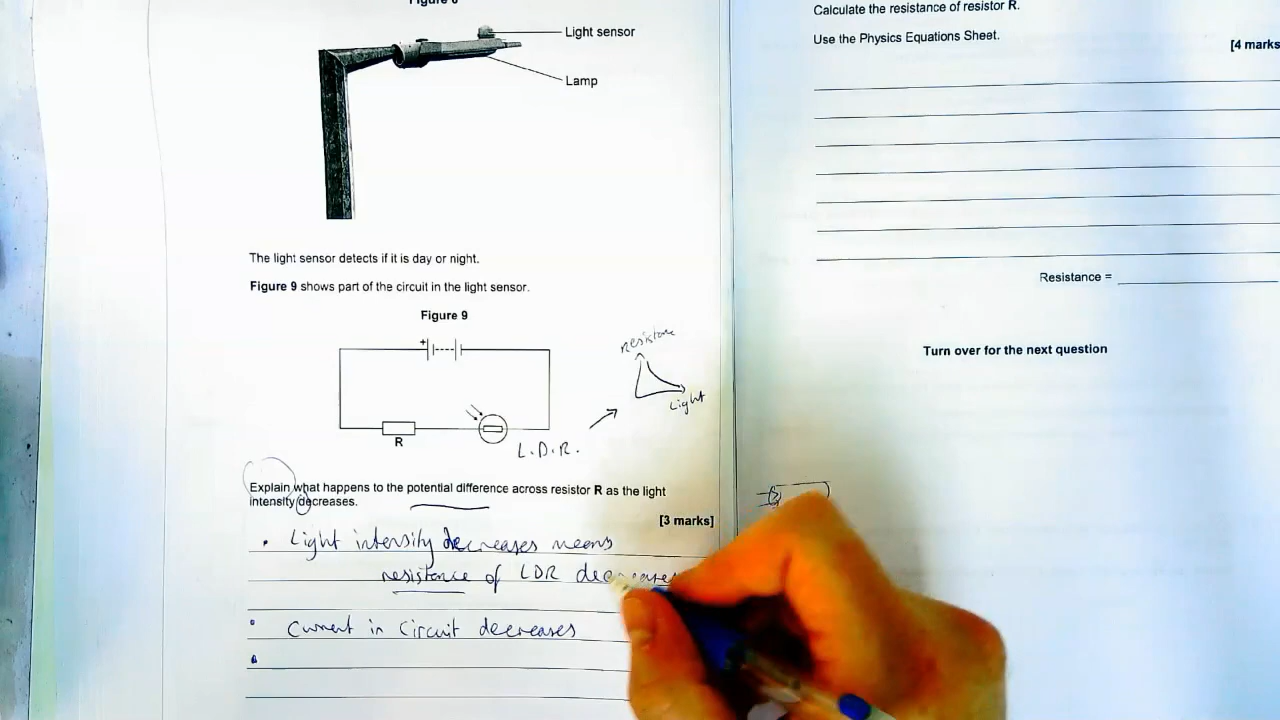 Figure 8
Light sensor
Lamp
The light sensor detects if it is day or night.
Figure 9 shows part of the circuit in the light sensor.
Figure 9
+
R
L.D.R.
resistance
Light
Explain what happens to the potential difference across resistor R as the light
intensity decreases.
[3 marks]
• Light intensity decreases means
resistance of LDR decreases
• Current in circuit decreases
Calculate the resistance of resistor R.
Use the Physics Equations Sheet.
[4 marks
Resistance =
Turn over for the next question